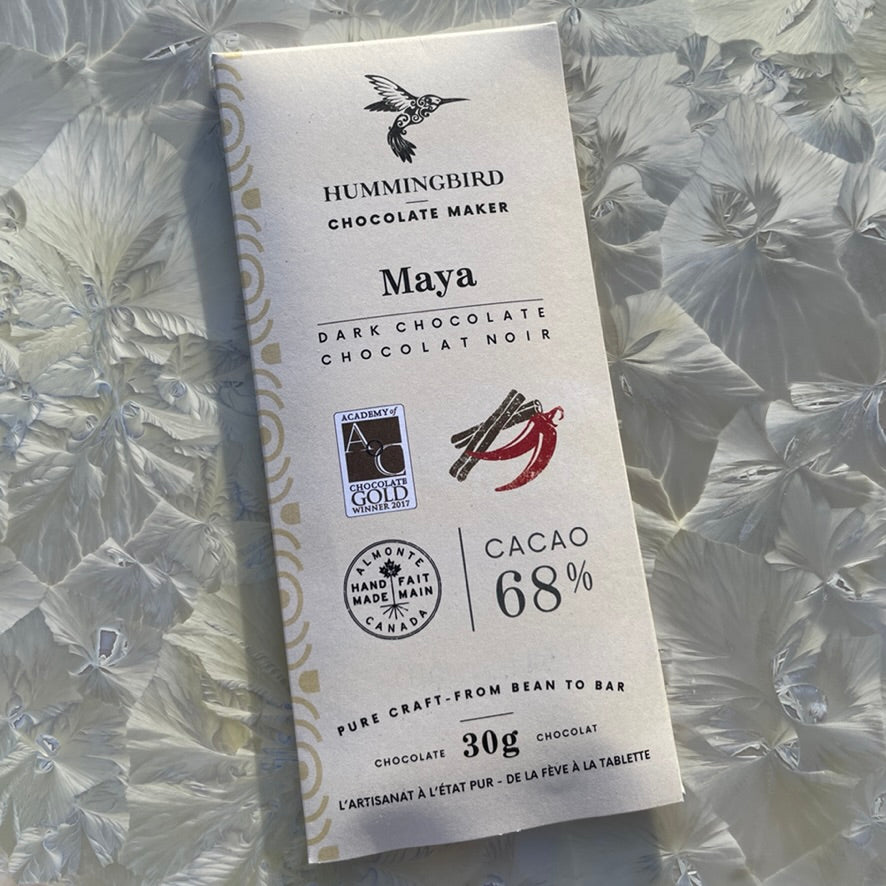 HUMMINGBIRD
CHOCOLATE MAKER
Maya
DARK CHOCOLATE
CHOCOLAT NOIR
ACADEMY of
A of C
CHOCOLATE
GOLD
WINNER 2017
ALMONTE
HAND FAIT
MADE MAIN
CANADA
CACAO
68%
PURE CRAFT-FROM BEAN TO BAR
CHOCOLATE 30g CHOCOLAT
L'ARTISANAT À L'ÉTAT PUR - DE LA FÈVE À LA TABLETTE